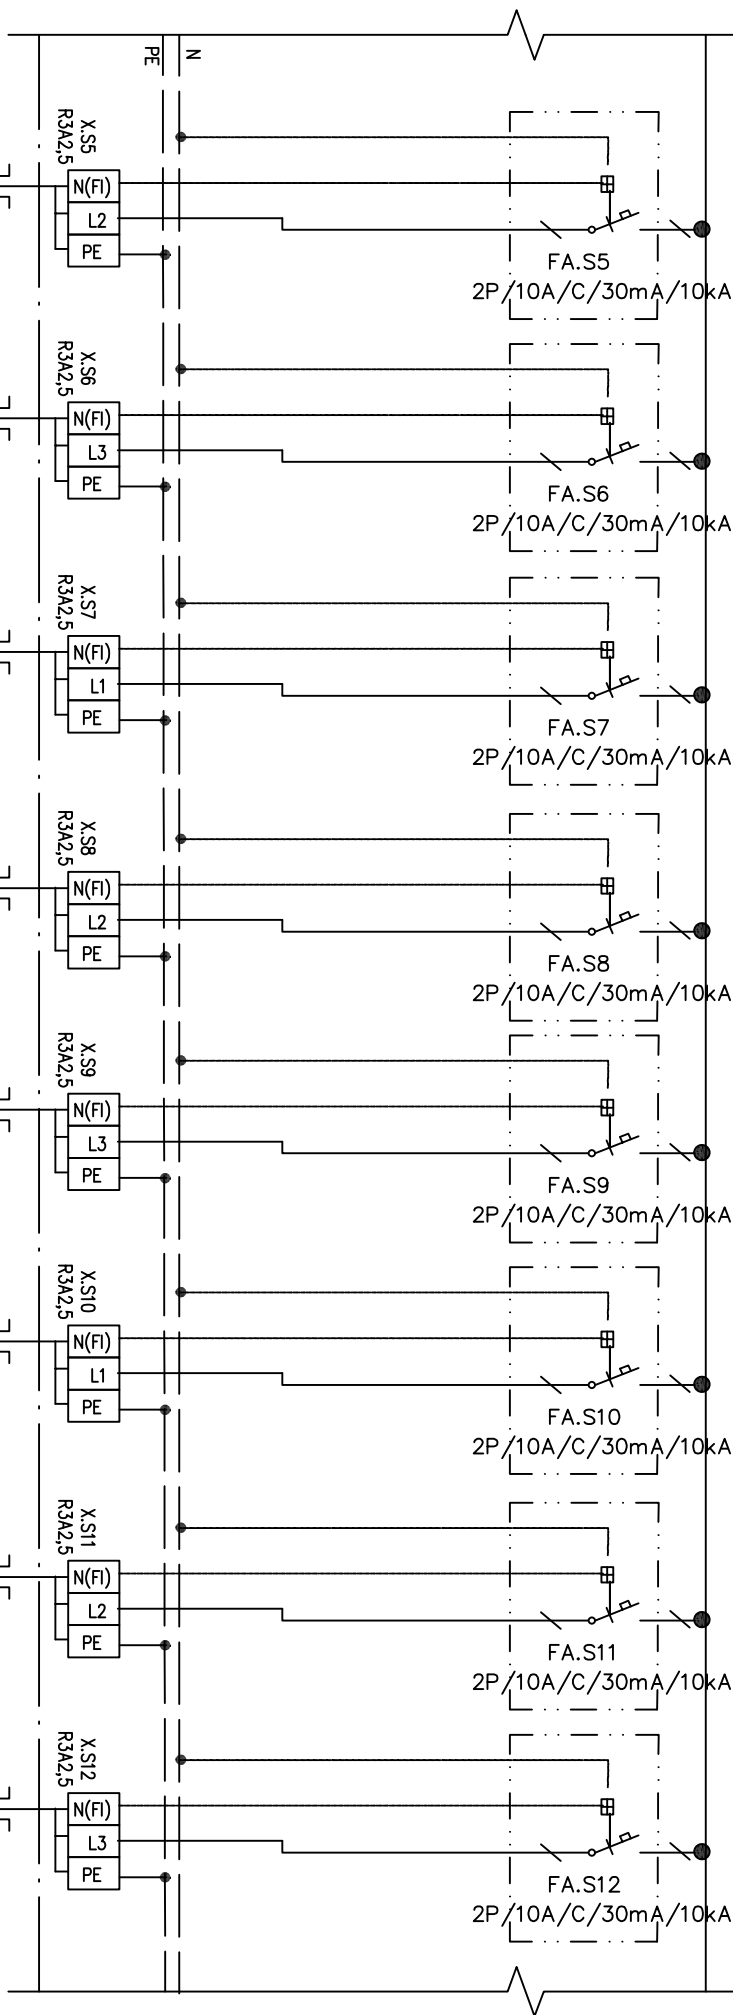 PE
N
X.S5
R3A2,5
N(FI)
L2
PE
FA.S5
2P/10A/C/30mA/10kA
X.S6
R3A2,5
N(FI)
L3
PE
FA.S6
2P/10A/C/30mA/10kA
X.S7
R3A2,5
N(FI)
L1
PE
FA.S7
2P/10A/C/30mA/10kA
X.S8
R3A2,5
N(FI)
L2
PE
FA.S8
2P/10A/C/30mA/10kA
X.S9
R3A2,5
N(FI)
L3
PE
FA.S9
2P/10A/C/30mA/10kA
X.S10
R3A2,5
N(FI)
L1
PE
FA.S10
2P/10A/C/30mA/10kA
X.S11
R3A2,5
N(FI)
L2
PE
FA.S11
2P/10A/C/30mA/10kA
X.S12
R3A2,5
N(FI)
L3
PE
FA.S12
2P/10A/C/30mA/10kA